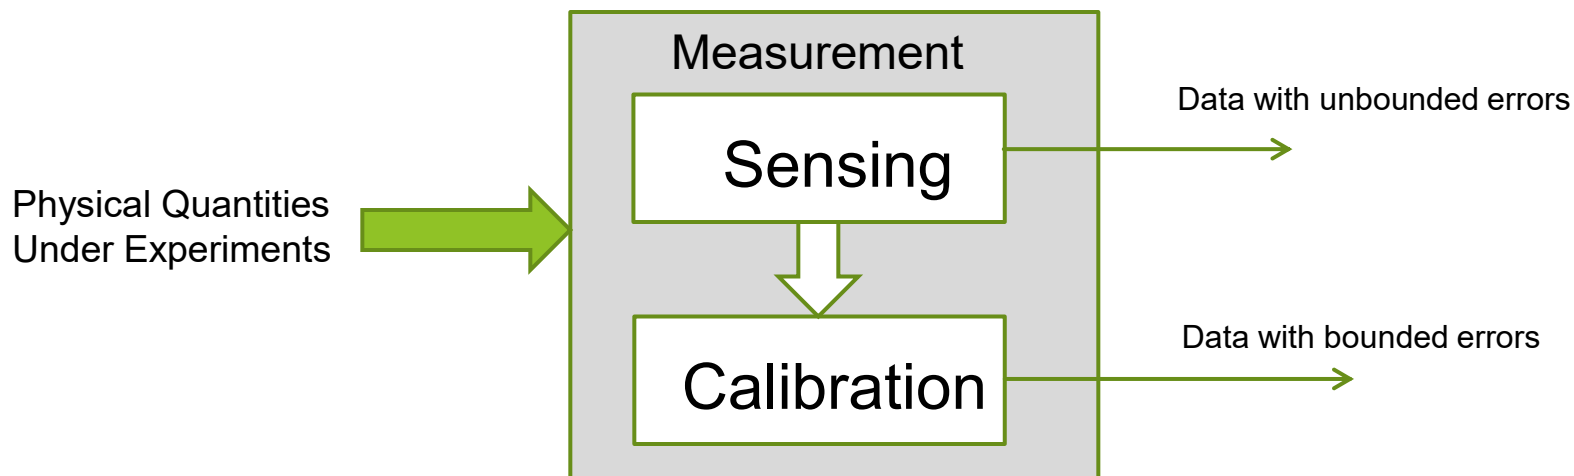 Measurement
Data with unbounded errors
Sensing
Physical Quantities
Under Experiments
Data with bounded errors
Calibration